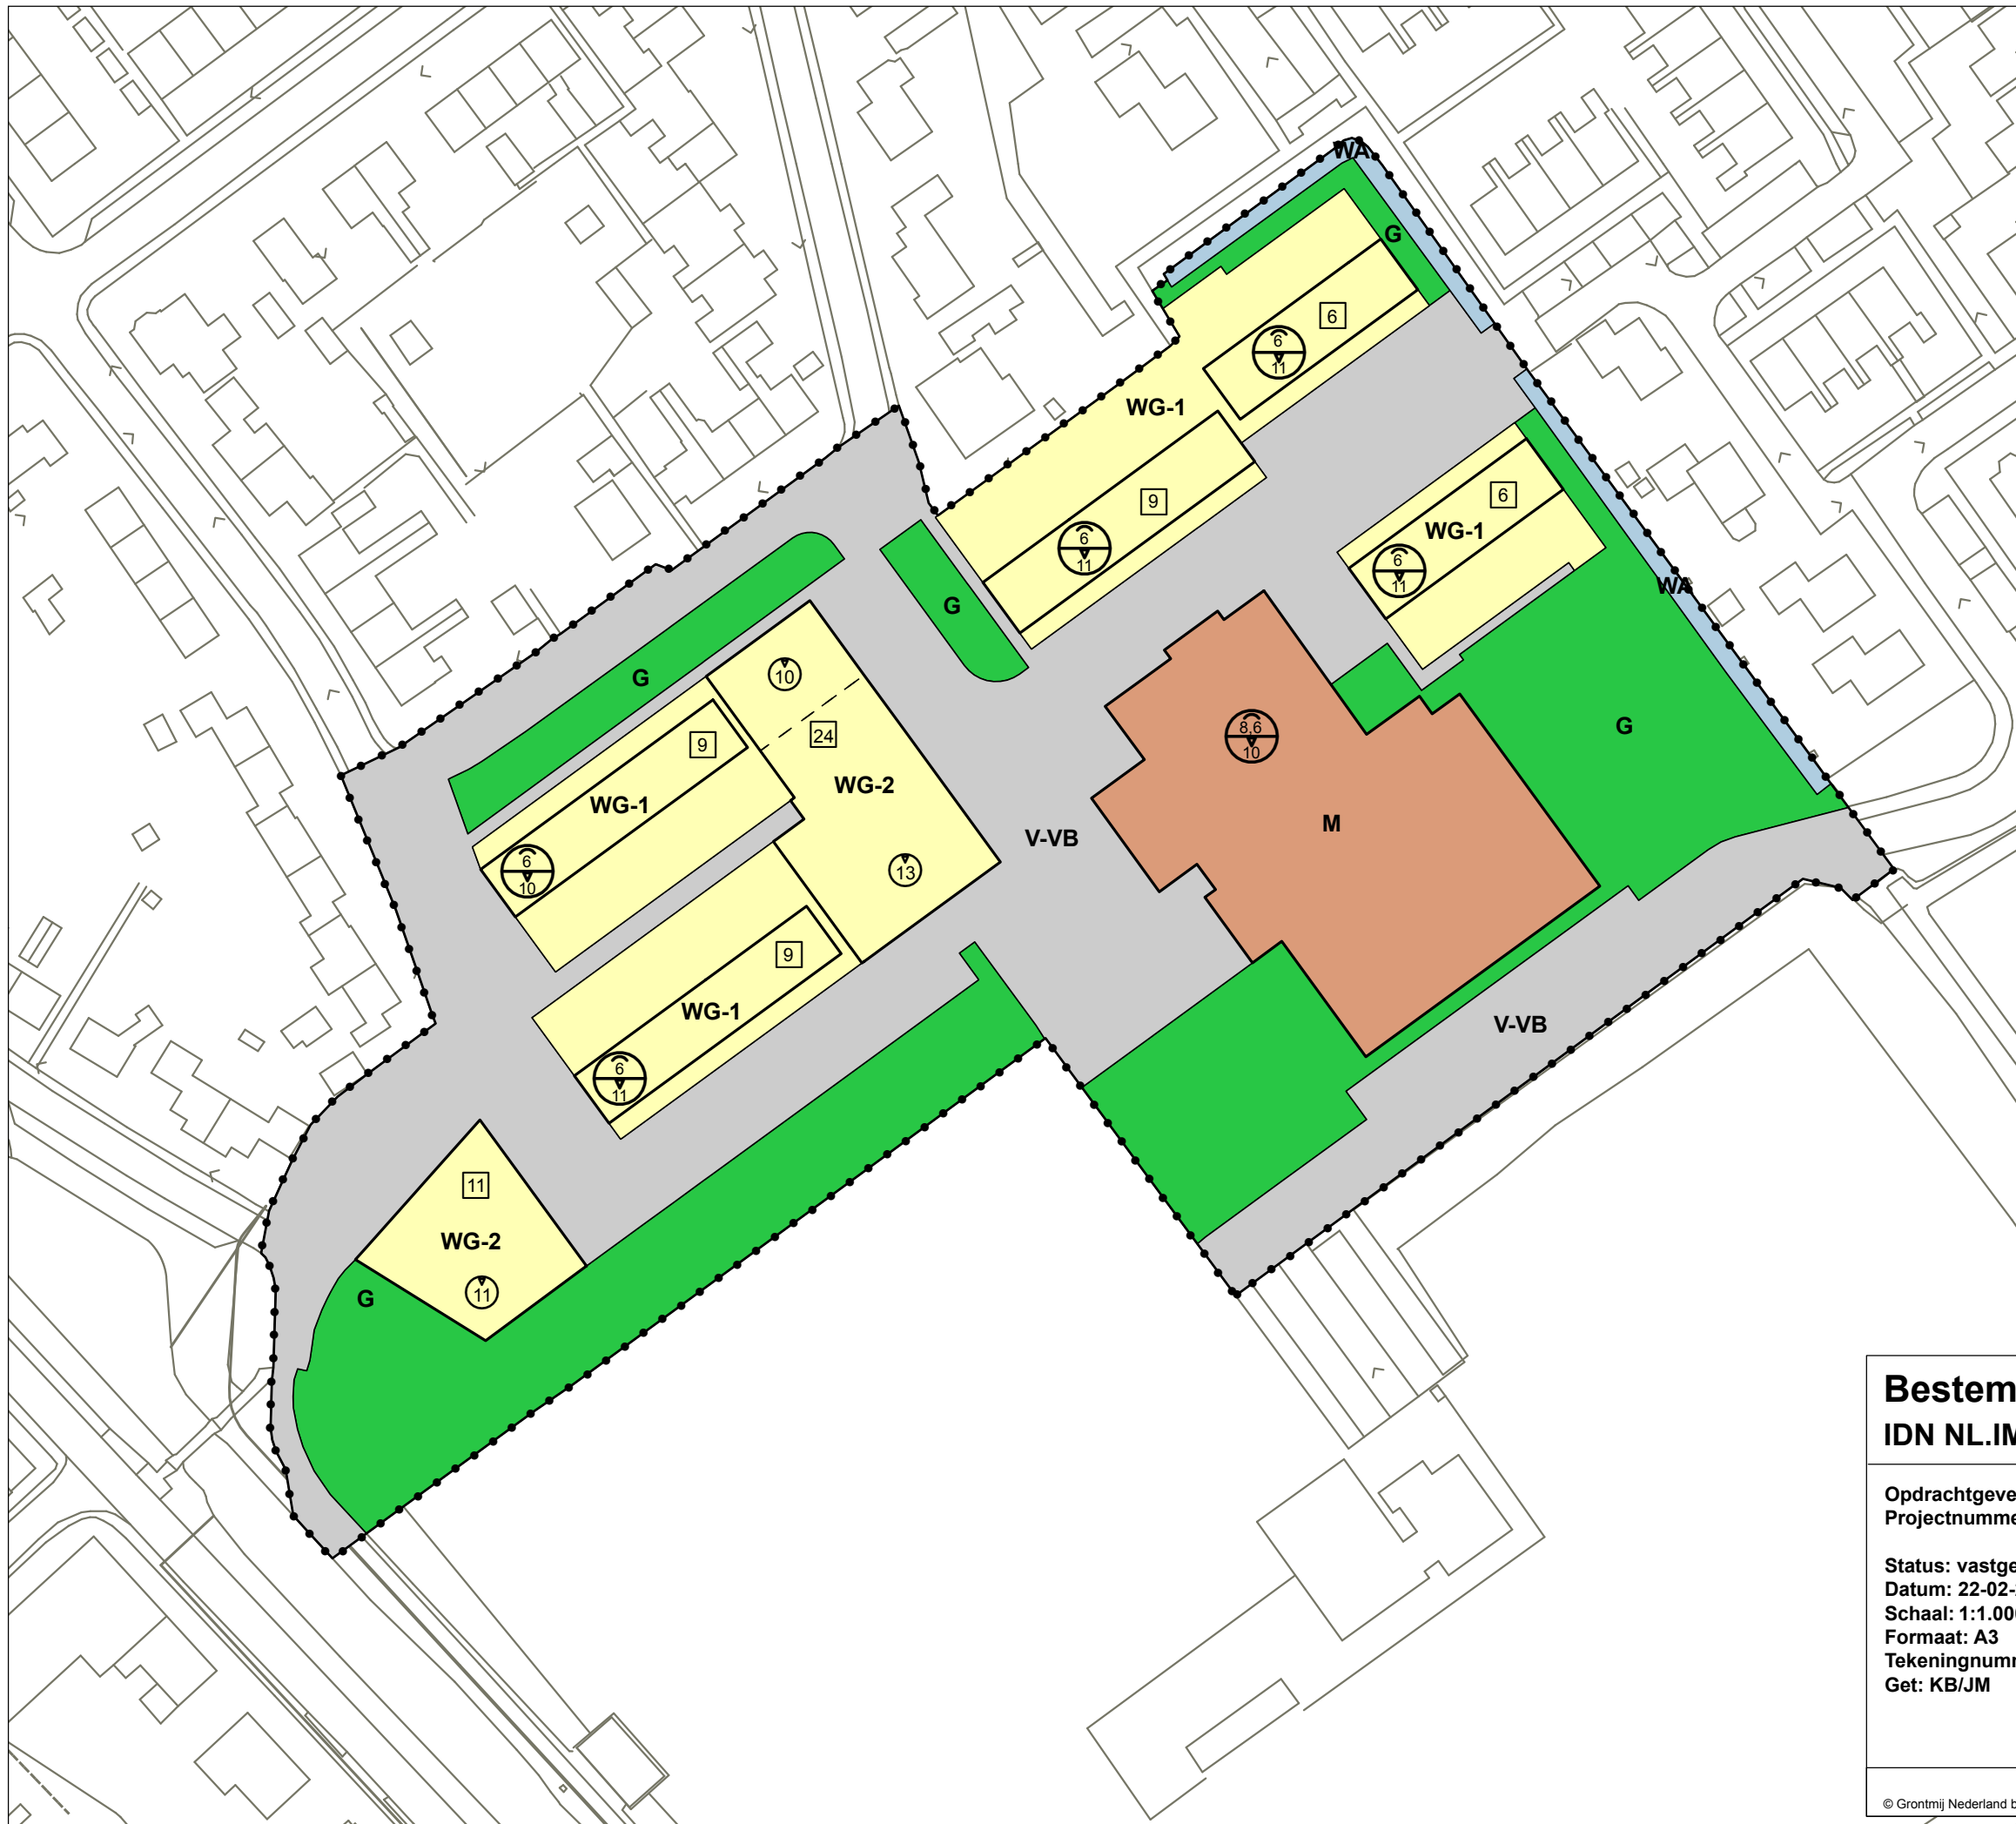 WA
G
6
6
11
WG-1
6
9
WG-1
6
11
6
11
WA
G
10
G
G
9
24
8,6
10
WG-2
WG-1
M
V-VB
6
10
13
9
WG-1
V-VB
6
11
11
WG-2
11
G
Bestem
IDN NL.IM
Opdrachtgeve
Projectnumme
Status: vastge
Datum: 22-02-
Schaal: 1:1.00
Formaat: A3
Tekeningnum
Get: KB/JM
© Grontmij Nederland b